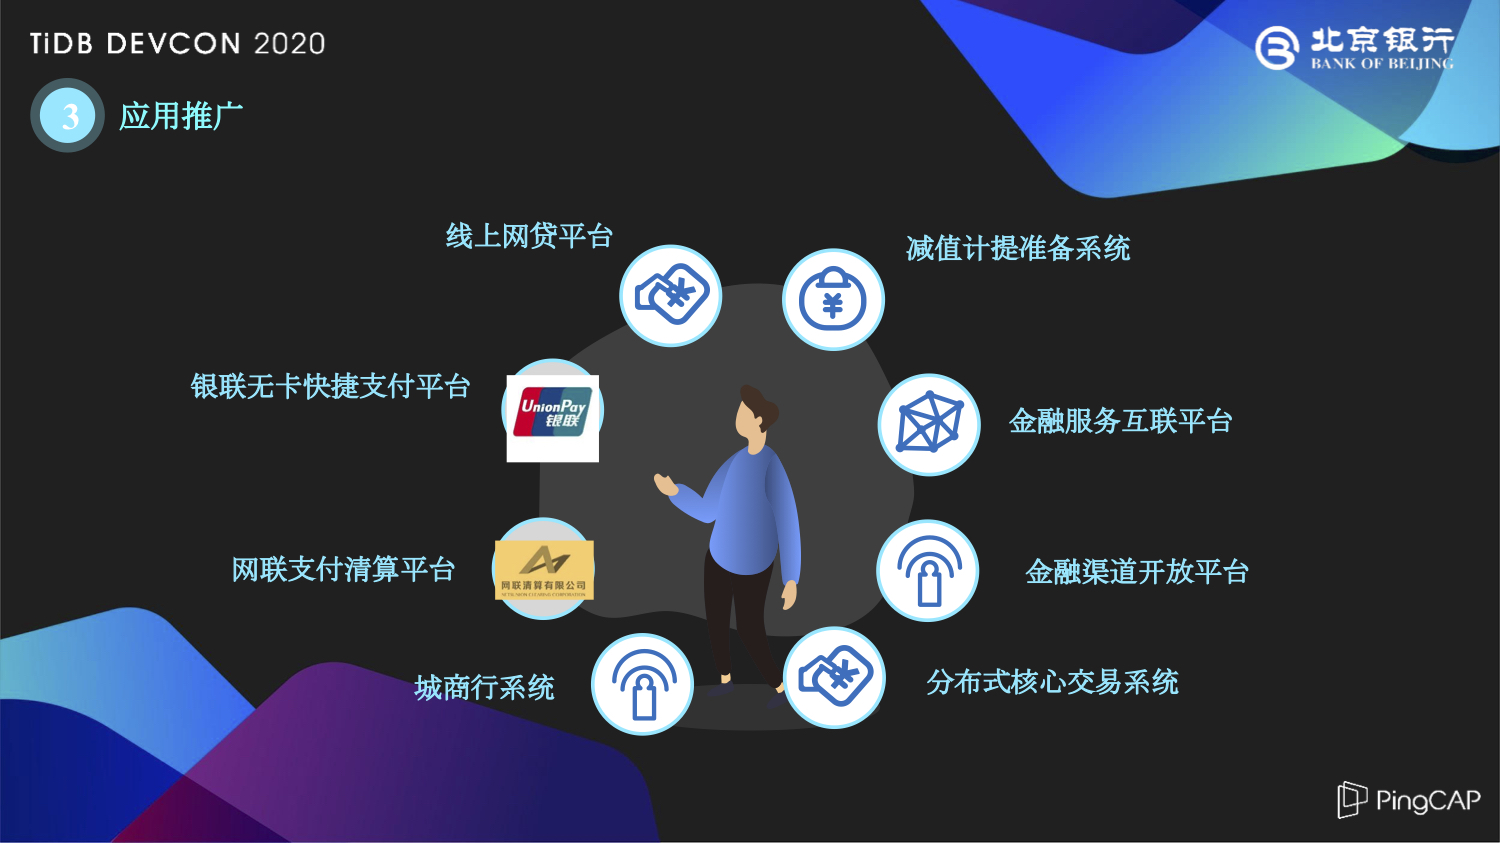 TiDB DEVCON 2020
北京银行
BANK OF BEIJING
3 应用推广
线上网贷平台
减值计提准备系统
银联无卡快捷支付平台
UnionPay
银联
金融服务互联平台
网联支付清算平台
网联清算有限公司
金融渠道开放平台
城商行系统
分布式核心交易系统
PingCAP